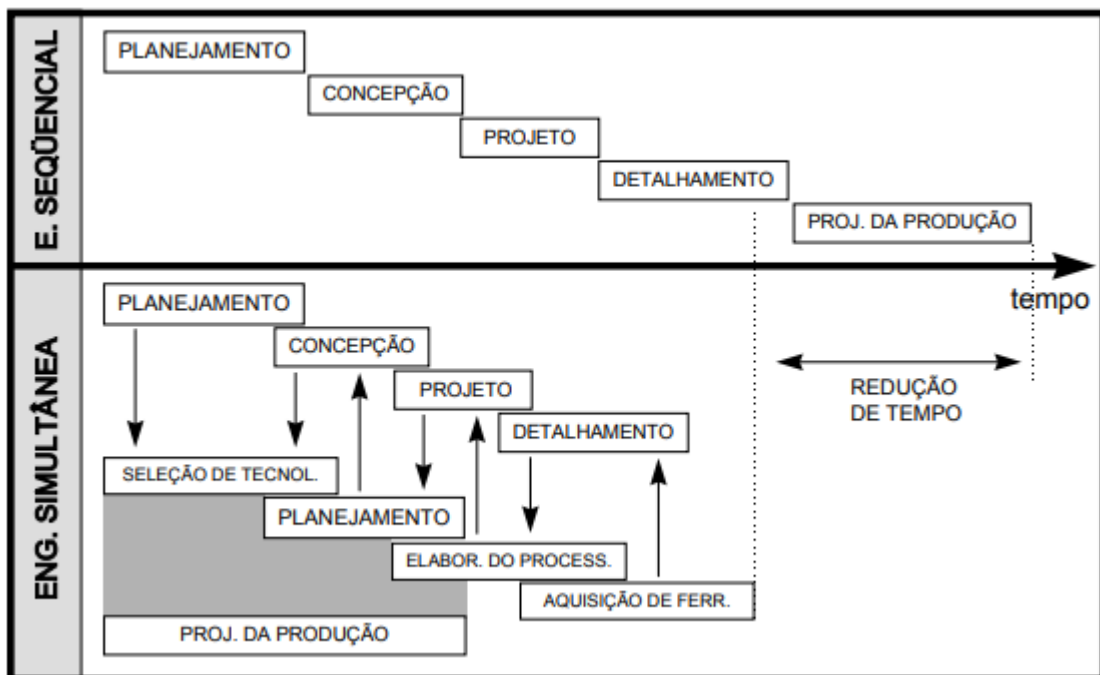 E. SEQÜENCIAL
PLANEJAMENTO
CONCEPÇÃO
PROJETO
DETALHAMENTO
PROJ. DA PRODUÇÃO
tempo
ENG. SIMULTÂNEA
PLANEJAMENTO
CONCEPÇÃO
PROJETO
DETALHAMENTO
REDUÇÃO
DE TEMPO
SELEÇÃO DE TECNOL.
PLANEJAMENTO
ELABOR. DO PROCESS.
AQUISIÇÃO DE FERR.
PROJ. DA PRODUÇÃO